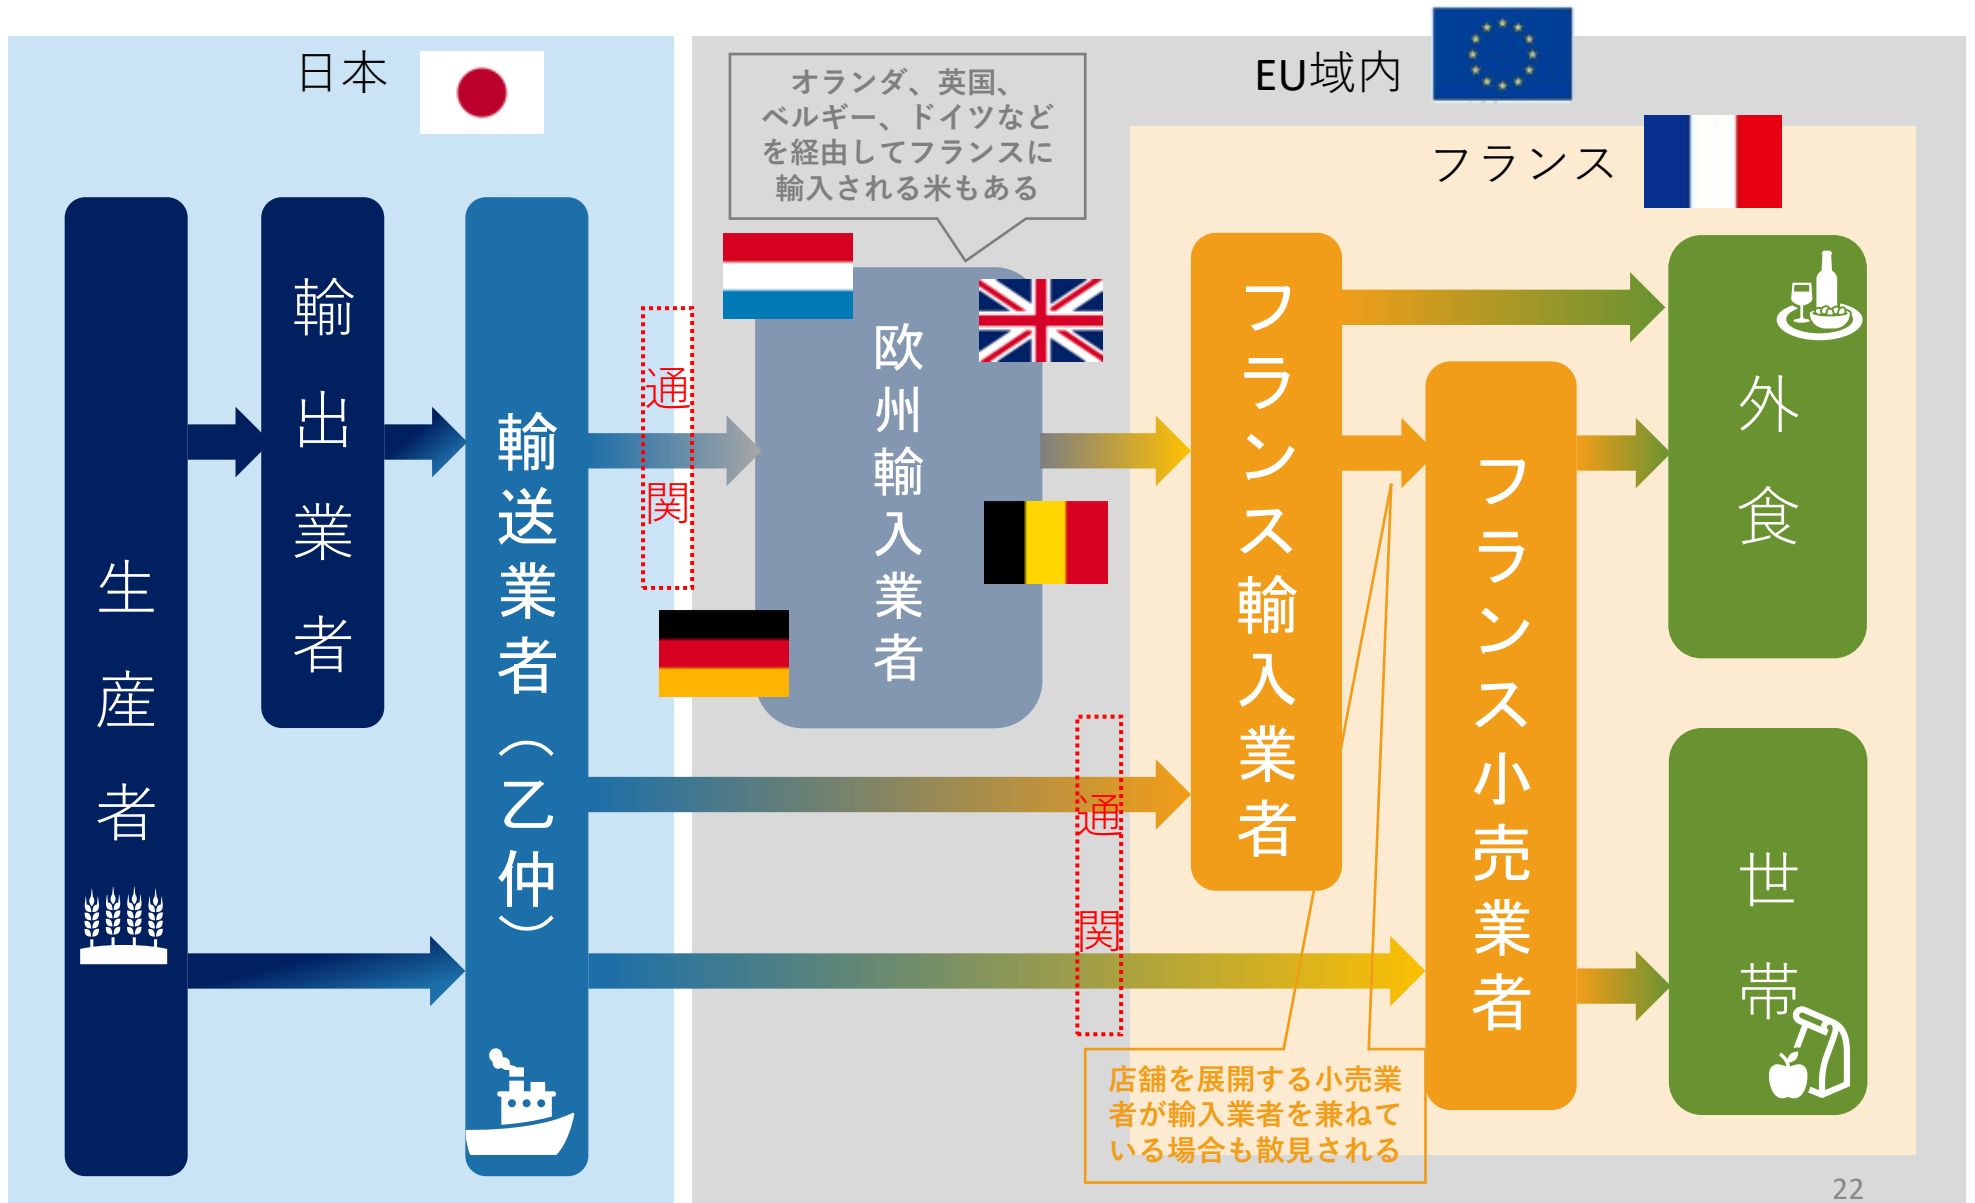 日本
EU域内
フランス
オランダ、英国、
ベルギー、ドイツなど
を経由してフランスに
輸入される米もある
生産者
輸出業者
輸送業者（乙仲）
通関
欧州輸入業者
通関
フランス輸入業者
フランス小売業者
外食
世帯
店舗を展開する小売業
者が輸入業者を兼ねて
いる場合も散見される
22